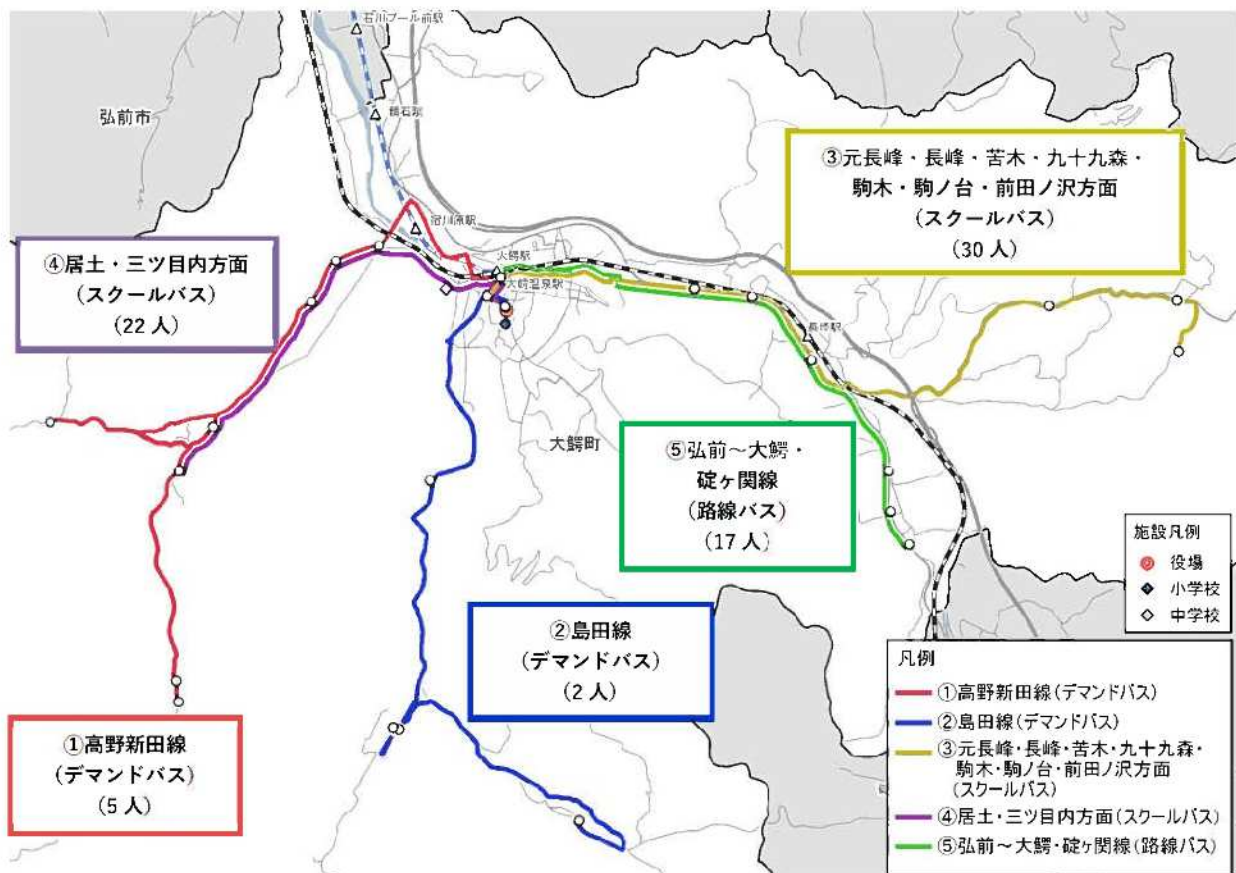 石川プール前駅
弘前市
鯖石駅
③元長峰・長峰・苦木・九十九森・
駒木・駒ノ台・前田ノ沢方面
(スクールバス)
(30 人)
宿川原駅
④居土・三ツ目内方面
(スクールバス)
(22 人)
大鰐駅
大鰐温泉駅
長峰駅
大鰐町
⑤弘前～大鰐・
碇ヶ関線
(路線バス)
(17 人)
施設凡例
役場
小学校
中学校
②島田線
(デマンドバス)
(2 人)
①高野新田線
(デマンドバス)
(5 人)
凡例
①高野新田線(デマンドバス)
②島田線(デマンドバス)
③元長峰・長峰・苦木・九十九森・
駒木・駒ノ台・前田ノ沢方面
(スクールバス)
④居土・三ツ目内方面(スクールバス)
⑤弘前～大鰐・碇ヶ関線(路線バス)